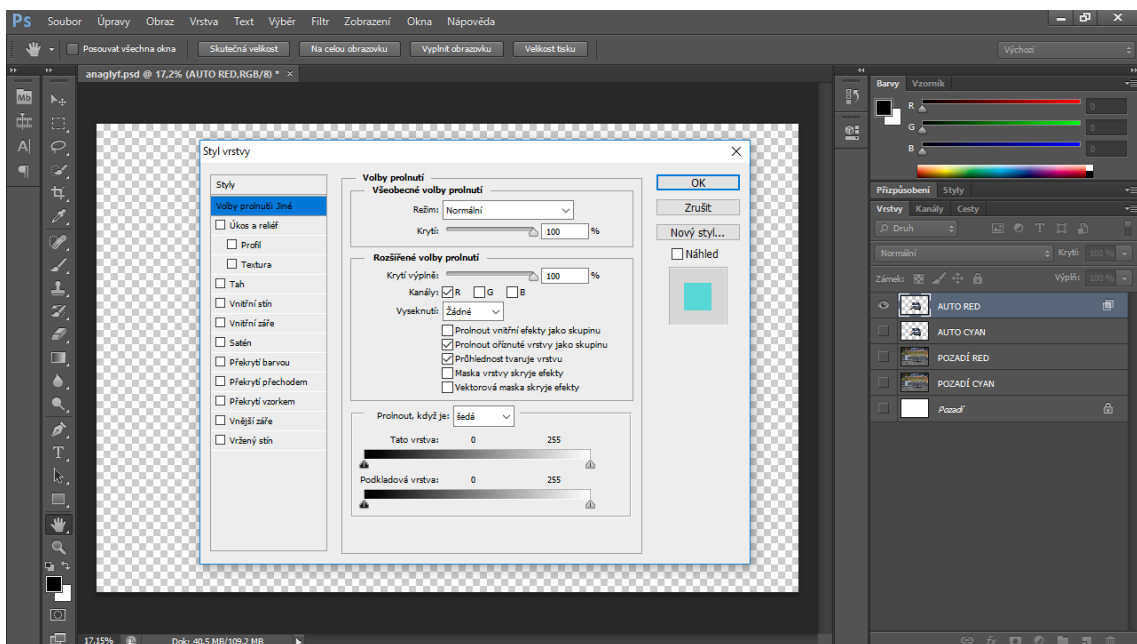 Ps Soubor Úpravy Obraz Vrstva Text Výběr Filtr Zobrazení Okna Nápověda
Posouvat všechna okna Skutečná velikost Na celou obrazovku Vyplnit obrazovku Velikost tisku Výchozí
anaglyf.psd @ 17,2% (AUTO RED,RGB/8) * ×
Mb
A|
T
Styl vrstvy
Styly
Volby prolnutí: Jiné
Úkos a reliéf
Profil
Textura
Tah
Vnitřní stín
Vnitřní záře
Satén
Překrytí barvou
Překrytí přechodem
Překrytí vzorkem
Vnější záře
Vržený stín
Volby prolnutí
Všeobecné volby prolnutí
Režim: Normální
Krytí: 100 %
Rozšířené volby prolnutí
Krytí výplně: 100 %
Kanály: R G B
Vyseknutí: Žádné
Prolnout vnitřní efekty jako skupinu
Prolnout oříznuté vrstvy jako skupinu
Průhlednost tvaruje vrstvu
Maska vrstvy skryje efekty
Vektorová maska skryje efekty
Prolnout, když je: šedá
Tato vrstva: 0 255
Podkladová vrstva: 0 255
OK
Zrušit
Nový styl...
Náhled
Barvy Vzorník
R 0
G 0
B 0
Přizpůsobení Styly
Vrstvy Kanály Cesty
Druh T
Normální Krytí: 100 %
Zámek: Výplň: 100 %
AUTO RED
AUTO CYAN
POZADÍ RED
POZADÍ CYAN
Pozadí
17,15% Dok: 40,5 MB/109,2 MB
fx